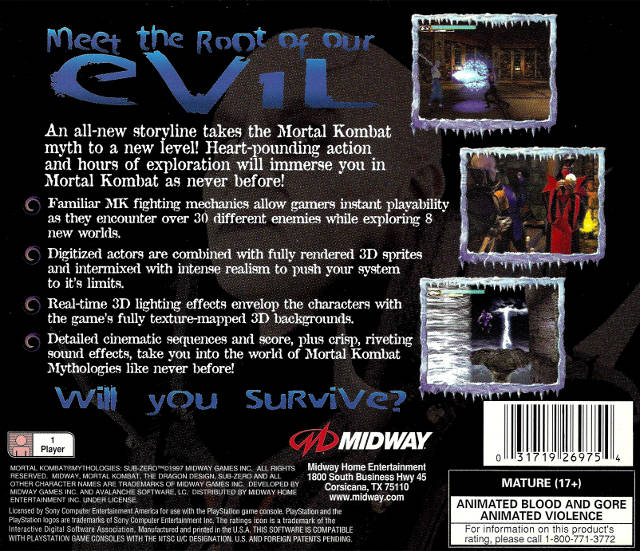 Meet the Root of our
eViL
An all-new storyline takes the Mortal Kombat
myth to a new level! Heart-pounding action
and hours of exploration will immerse you in
Mortal Kombat as never before!
Familiar MK fighting mechanics allow gamers instant playability
as they encounter over 30 different enemies while exploring 8
new worlds.
Digitized actors are combined with fully rendered 3D sprites
and intermixed with intense realism to push your system
to it's limits.
Real-time 3D lighting effects envelop the characters with
the game's fully texture-mapped 3D backgrounds.
Detailed cinematic sequences and score, plus crisp, riveting
sound effects, take you into the world of Mortal Kombat
Mythologies like never before!
Will you SuRViVe?
1
Player
MIDWAY
Midway Home Entertainment
1800 South Business Hwy 45
Corsicana, TX 75110
www.midway.com
MORTAL KOMBAT®MYTHOLOGIES: SUB-ZERO™©1997 MIDWAY GAMES INC. ALL RIGHTS
RESERVED. MIDWAY, MORTAL KOMBAT, THE DRAGON DESIGN, SUB-ZERO AND ALL
OTHER CHARACTER NAMES ARE TRADEMARKS OF MIDWAY GAMES INC. DEVELOPED BY
MIDWAY GAMES INC. AND AVALANCHE SOFTWARE, LC. DISTRIBUTED BY MIDWAY HOME
ENTERTAINMENT INC. UNDER LICENSE.
Licensed by Sony Computer Entertainment America for use with the PlayStation game console. PlayStation and the
PlayStation logos are trademarks of Sony Computer Entertainment Inc. The ratings icon is a trademark of the
Interactive Digital Software Association. Manufactured and printed in the U.S.A. THIS SOFTWARE IS COMPATIBLE
WITH PLAYSTATION GAME CONSOLES WITH THE NTSC U/C DESIGNATION. U.S. AND FOREIGN PATENTS PENDING.
0 31719 26975 4
MATURE (17+)
ANIMATED BLOOD AND GORE
ANIMATED VIOLENCE
For information on this product's
rating, please call 1-800-771-3772